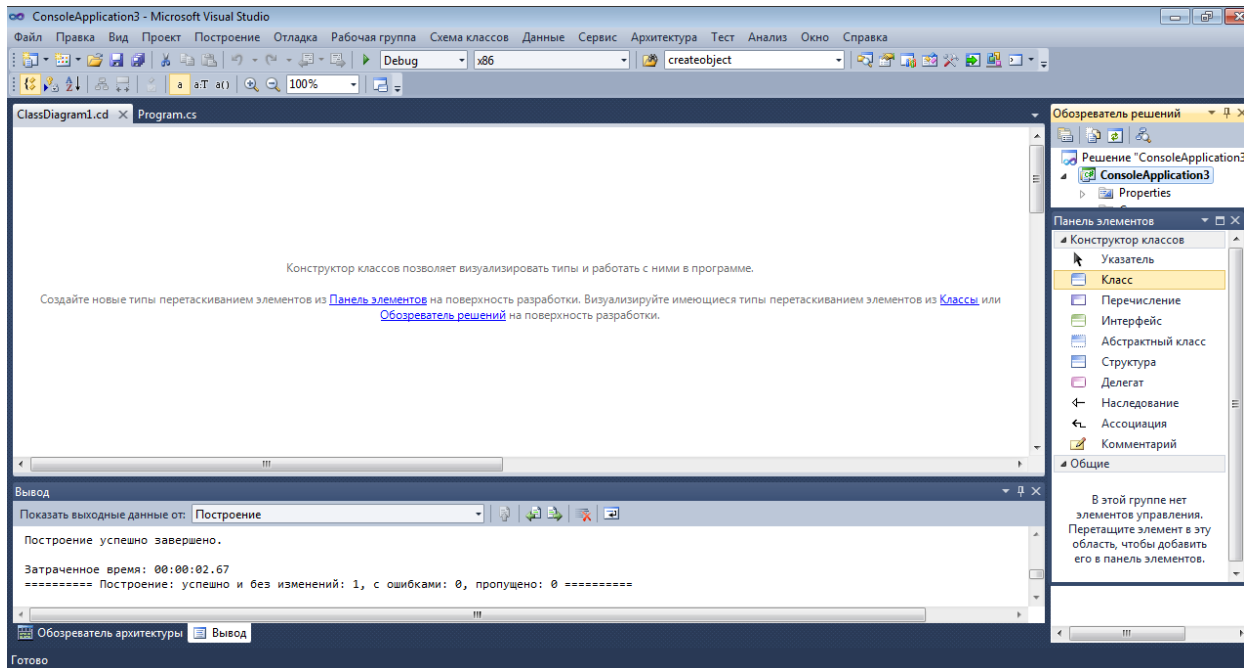 ConsoleApplication3 - Microsoft Visual Studio
Файл Правка Вид Проект Построение Отладка Рабочая группа Схема классов Данные Сервис Архитектура Тест Анализ Окно Справка
Debug x86 createobject
a a:T a() 100%
ClassDiagram1.cd Program.cs
Конструктор классов позволяет визуализировать типы и работать с ними в программе.
Создайте новые типы перетаскиванием элементов из Панель элементов на поверхность разработки. Визуализируйте имеющиеся типы перетаскиванием элементов из Классы или
Обозреватель решений на поверхность разработки.
Обозреватель решений
Решение "ConsoleApplication3
ConsoleApplication3
Properties
Панель элементов
Конструктор классов
Указатель
Класс
Перечисление
Интерфейс
Абстрактный класс
Структура
Делегат
Наследование
Ассоциация
Комментарий
Общие
В этой группе нет
элементов управления.
Перетащите элемент в эту
область, чтобы добавить
его в панель элементов.
Вывод
Показать выходные данные от: Построение
Построение успешно завершено.
Затраченное время: 00:00:02.67
========== Построение: успешно и без изменений: 1, с ошибками: 0, пропущено: 0 ==========
Обозреватель архитектуры Вывод
Готово